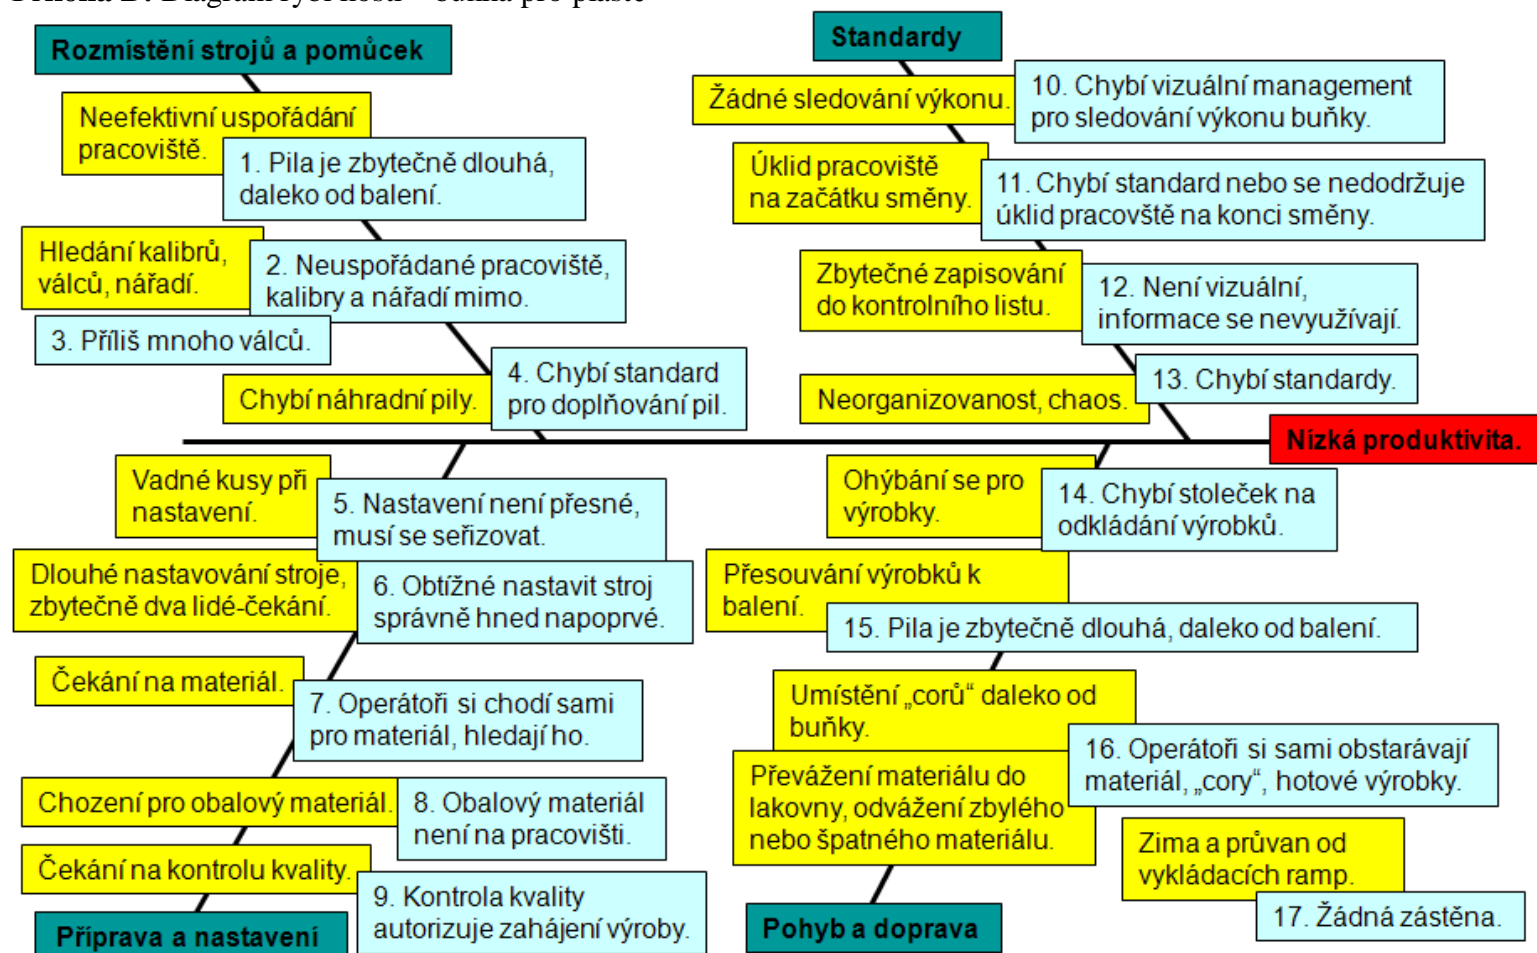 Rozmístění strojů a pomůcek
Neefektivní uspořádání
pracoviště.
1. Pila je zbytečně dlouhá,
daleko od balení.
Hledání kalibrů,
válců, nářadí.
2. Neuspořádané pracoviště,
kalibry a nářadí mimo.
3. Příliš mnoho válců.
Chybí náhradní pily.
4. Chybí standard
pro doplňování pil.
Standardy
Žádné sledování výkonu.
10. Chybí vizuální management
pro sledování výkonu buňky.
Úklid pracoviště
na začátku směny.
11. Chybí standard nebo se nedodržuje
úklid pracovště na konci směny.
Zbytečné zapisování
do kontrolního listu.
12. Není vizuální,
informace se nevyužívají.
Neorganizovanost, chaos.
13. Chybí standardy.
Nízká produktivita.
Vadné kusy při
nastavení.
5. Nastavení není přesné,
musí se seřizovat.
Dlouhé nastavování stroje,
zbytečně dva lidé-čekání.
6. Obtížné nastavit stroj
správně hned napoprvé.
Čekání na materiál.
7. Operátoři si chodí sami
pro materiál, hledají ho.
Chození pro obalový materiál.
8. Obalový materiál
není na pracovišti.
Čekání na kontrolu kvality.
9. Kontrola kvality
autorizuje zahájení výroby.
Příprava a nastavení
Ohýbání se pro
výrobky.
14. Chybí stoleček na
odkládání výrobků.
Přesouvání výrobků k
balení.
15. Pila je zbytečně dlouhá, daleko od balení.
Umístění „corů“ daleko od
buňky.
16. Operátoři si sami obstarávají
materiál, „cory“, hotové výrobky.
Převážení materiálu do
lakovny, odvážení zbylého
nebo špatného materiálu.
Zima a průvan od
vykládacích ramp.
17. Žádná zástěna.
Pohyb a doprava